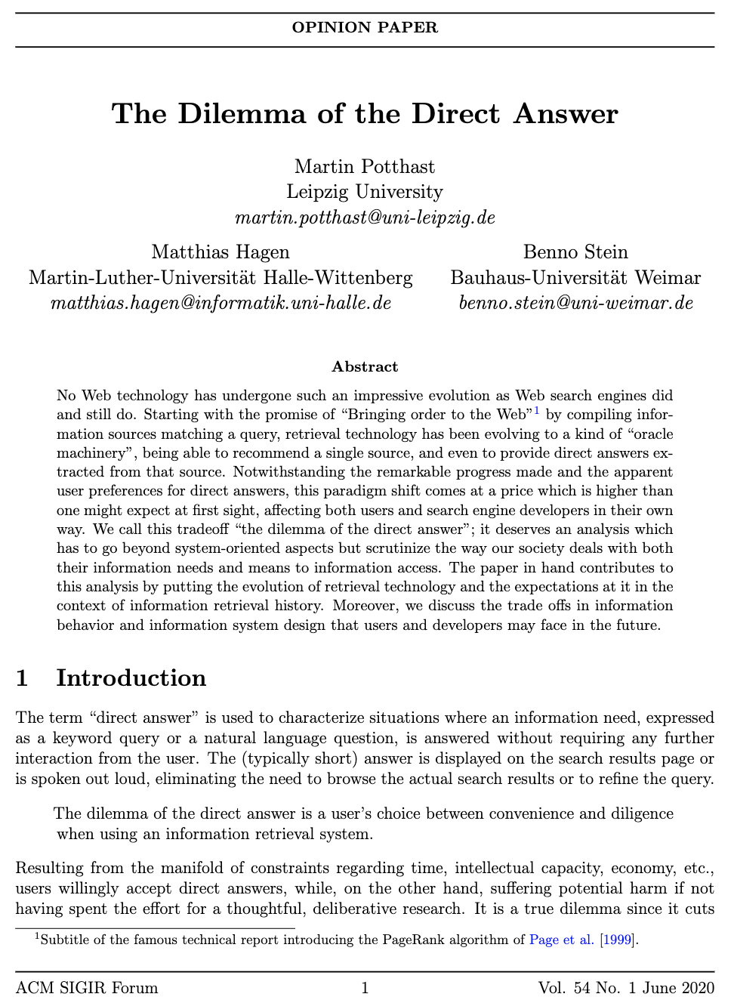 OPINION PAPER
The Dilemma of the Direct Answer
Martin Potthast
Leipzig University
martin.potthast@uni-leipzig.de
Matthias Hagen
Martin-Luther-Universität Halle-Wittenberg
matthias.hagen@informatik.uni-halle.de
Benno Stein
Bauhaus-Universität Weimar
benno.stein@uni-weimar.de
Abstract
No Web technology has undergone such an impressive evolution as Web search engines did
and still do. Starting with the promise of “Bringing order to the Web”1 by compiling infor-
mation sources matching a query, retrieval technology has been evolving to a kind of “oracle
machinery”, being able to recommend a single source, and even to provide direct answers ex-
tracted from that source. Notwithstanding the remarkable progress made and the apparent
user preferences for direct answers, this paradigm shift comes at a price which is higher than
one might expect at first sight, affecting both users and search engine developers in their own
way. We call this tradeoff “the dilemma of the direct answer”; it deserves an analysis which
has to go beyond system-oriented aspects but scrutinize the way our society deals with both
their information needs and means to information access. The paper in hand contributes to
this analysis by putting the evolution of retrieval technology and the expectations at it in the
context of information retrieval history. Moreover, we discuss the trade offs in information
behavior and information system design that users and developers may face in the future.
1 Introduction
The term “direct answer” is used to characterize situations where an information need, expressed
as a keyword query or a natural language question, is answered without requiring any further
interaction from the user. The (typically short) answer is displayed on the search results page or
is spoken out loud, eliminating the need to browse the actual search results or to refine the query.
The dilemma of the direct answer is a user’s choice between convenience and diligence
when using an information retrieval system.
Resulting from the manifold of constraints regarding time, intellectual capacity, economy, etc.,
users willingly accept direct answers, while, on the other hand, suffering potential harm if not
having spent the effort for a thoughtful, deliberative research. It is a true dilemma since it cuts
1Subtitle of the famous technical report introducing the PageRank algorithm of Page et al. [1999].
ACM SIGIR Forum 1 Vol. 54 No. 1 June 2020